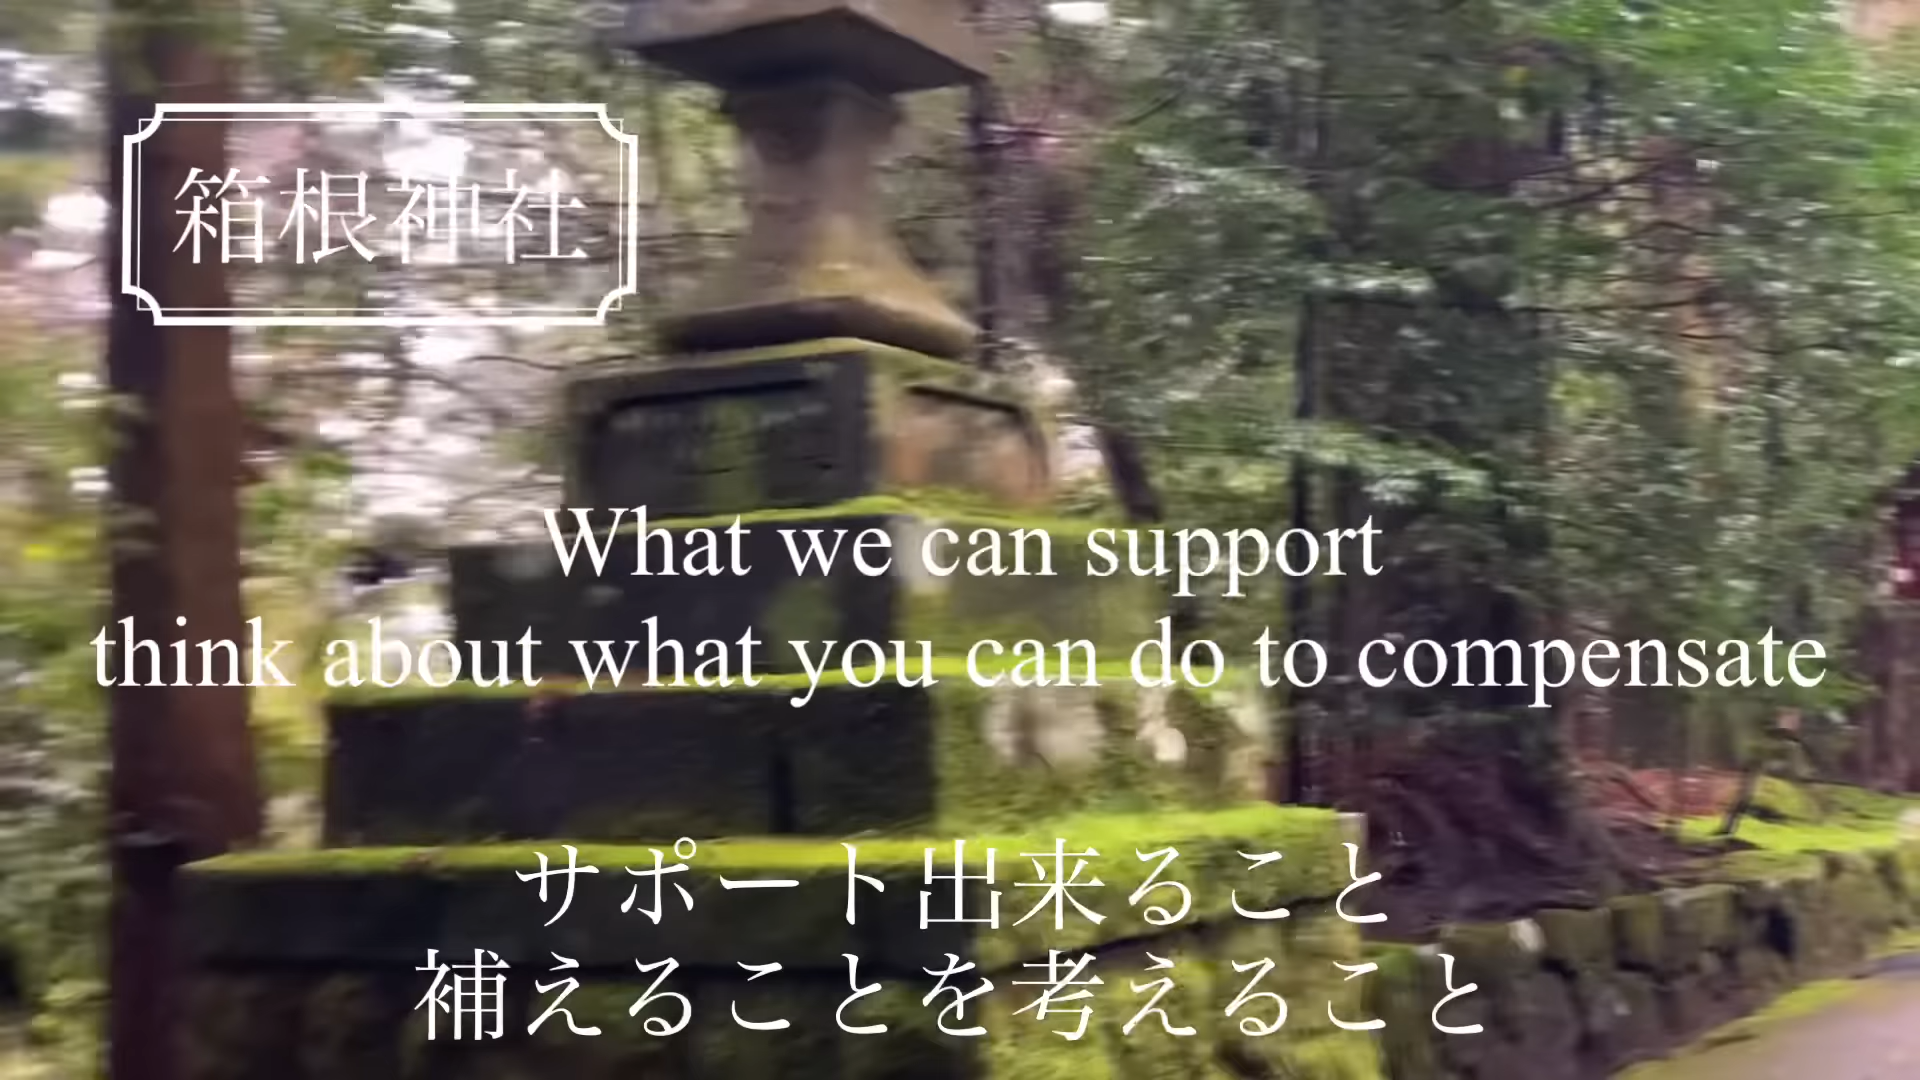 箱根神社
What we can support
think about what you can do to compensate
サポート出来ること
補えることを考えること